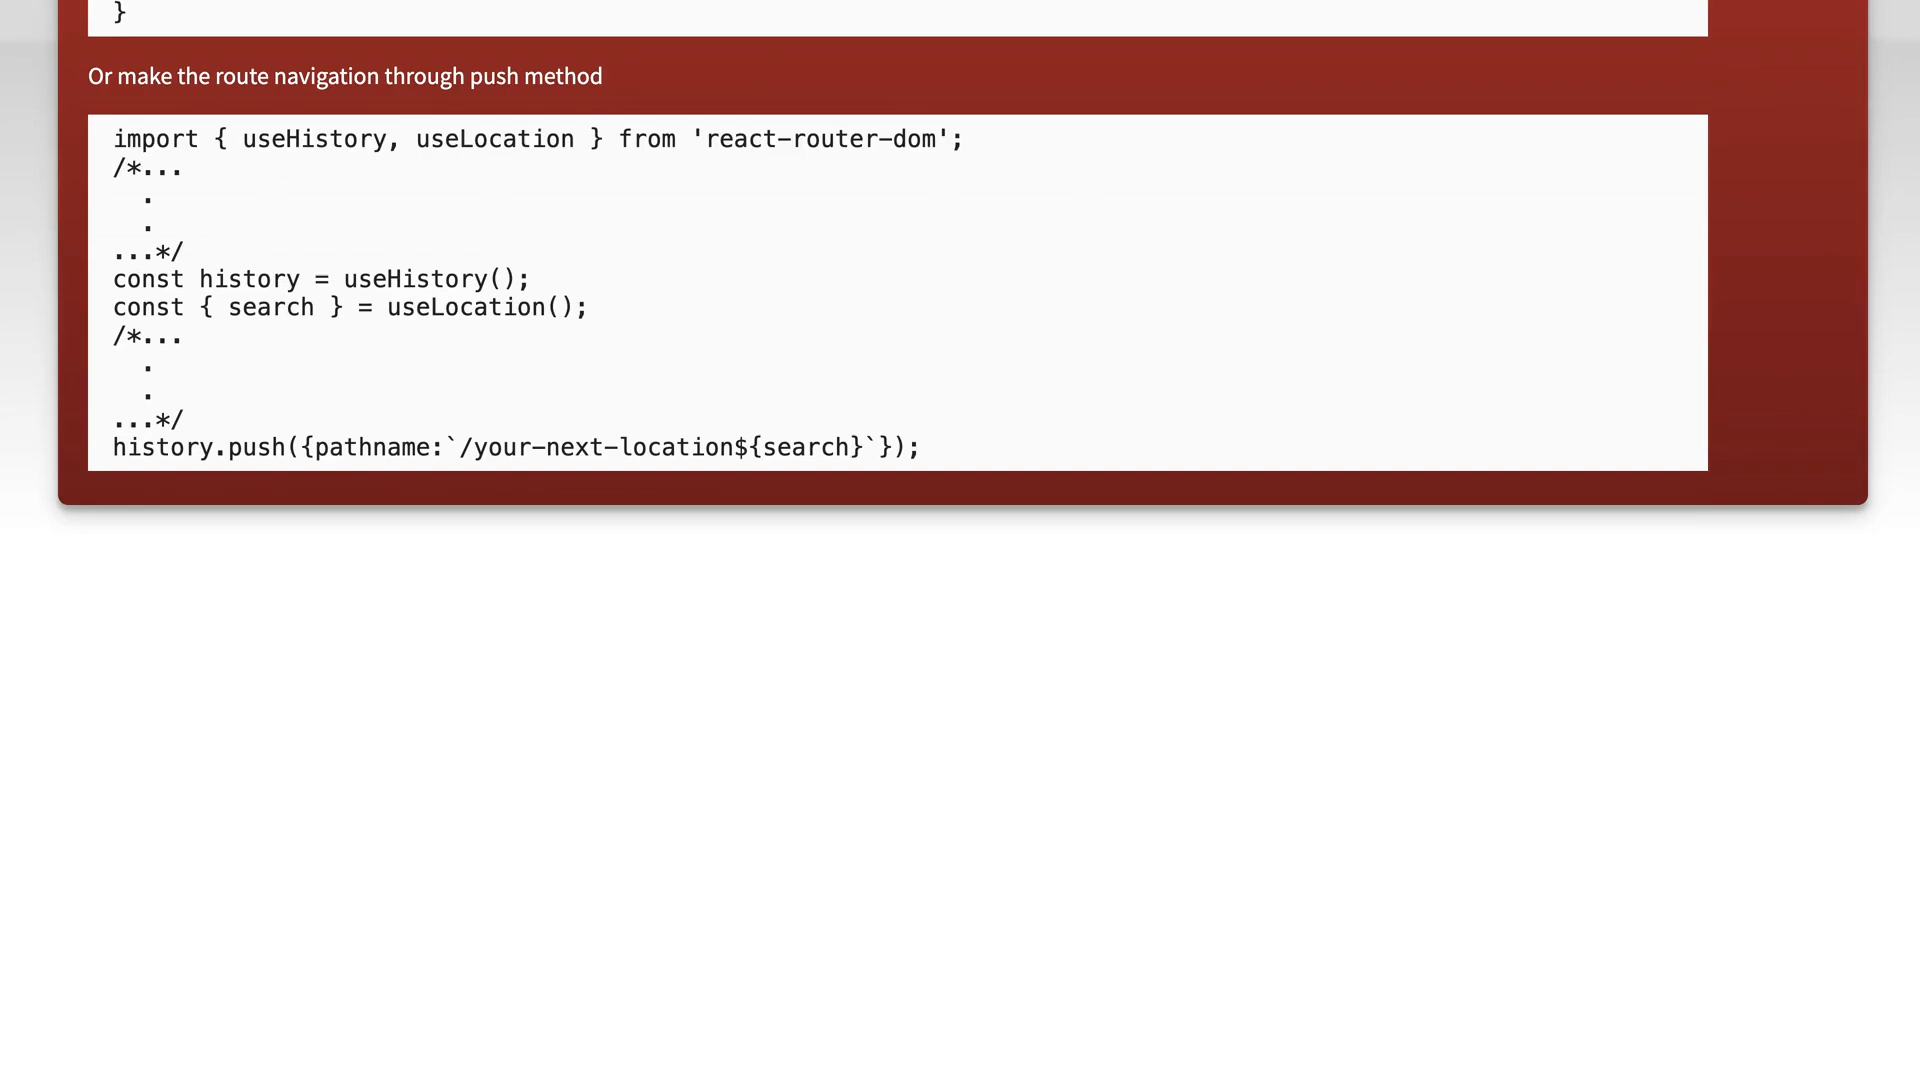 }
Or make the route navigation through push method
import { useHistory, useLocation } from 'react-router-dom';
/*...
  .
  .
...*/
const history = useHistory();
const { search } = useLocation();
/*...
  .
  .
...*/
history.push({pathname:`/your-next-location${search}`});